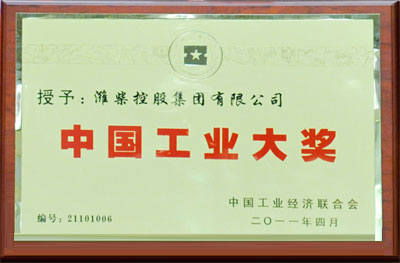 授予：潍柴控股集团有限公司
中国工业大奖
中国工业经济联合会
编号：21101006
二〇一一年四月